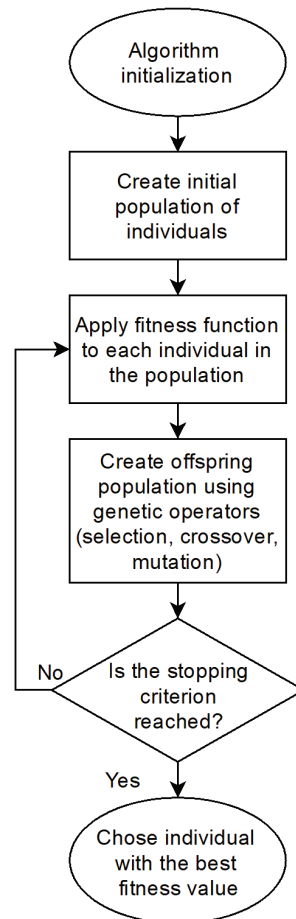 Algorithm
initialization
Create initial
population of
individuals
Apply fitness function
to each individual in
the population
Create offspring
population using
genetic operators
(selection, crossover,
mutation)
No
Is the stopping
criterion
reached?
Yes
Chose individual
with the best
fitness value